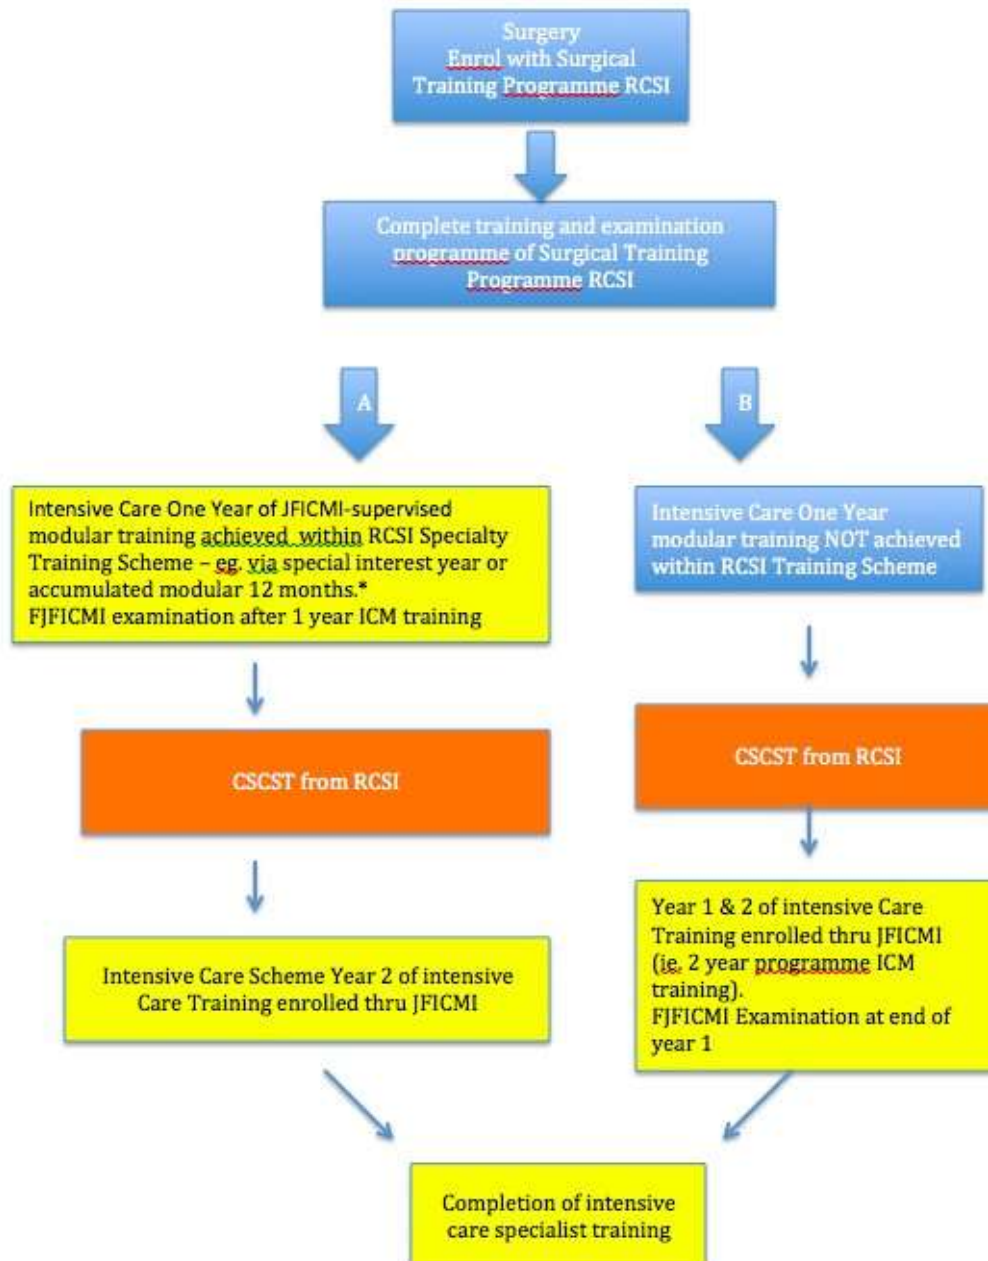 Surgery
Enrol with Surgical
Training Programme RCSI
Complete training and examination
programme of Surgical Training
Programme RCSI
A
B
Intensive Care One Year of JFICMI-supervised
modular training achieved within RCSI Specialty
Training Scheme – eg. via special interest year or
accumulated modular 12 months.*
FJFICMI examination after 1 year ICM training
Intensive Care One Year
modular training NOT achieved
within RCSI Training Scheme
CSCST from RCSI
CSCST from RCSI
Intensive Care Scheme Year 2 of intensive
Care Training enrolled thru JFICMI
Year 1 & 2 of intensive Care
Training enrolled thru JFICMI
(ie. 2 year programme ICM
training).
FJFICMI Examination at end of
year 1
Completion of intensive
care specialist training